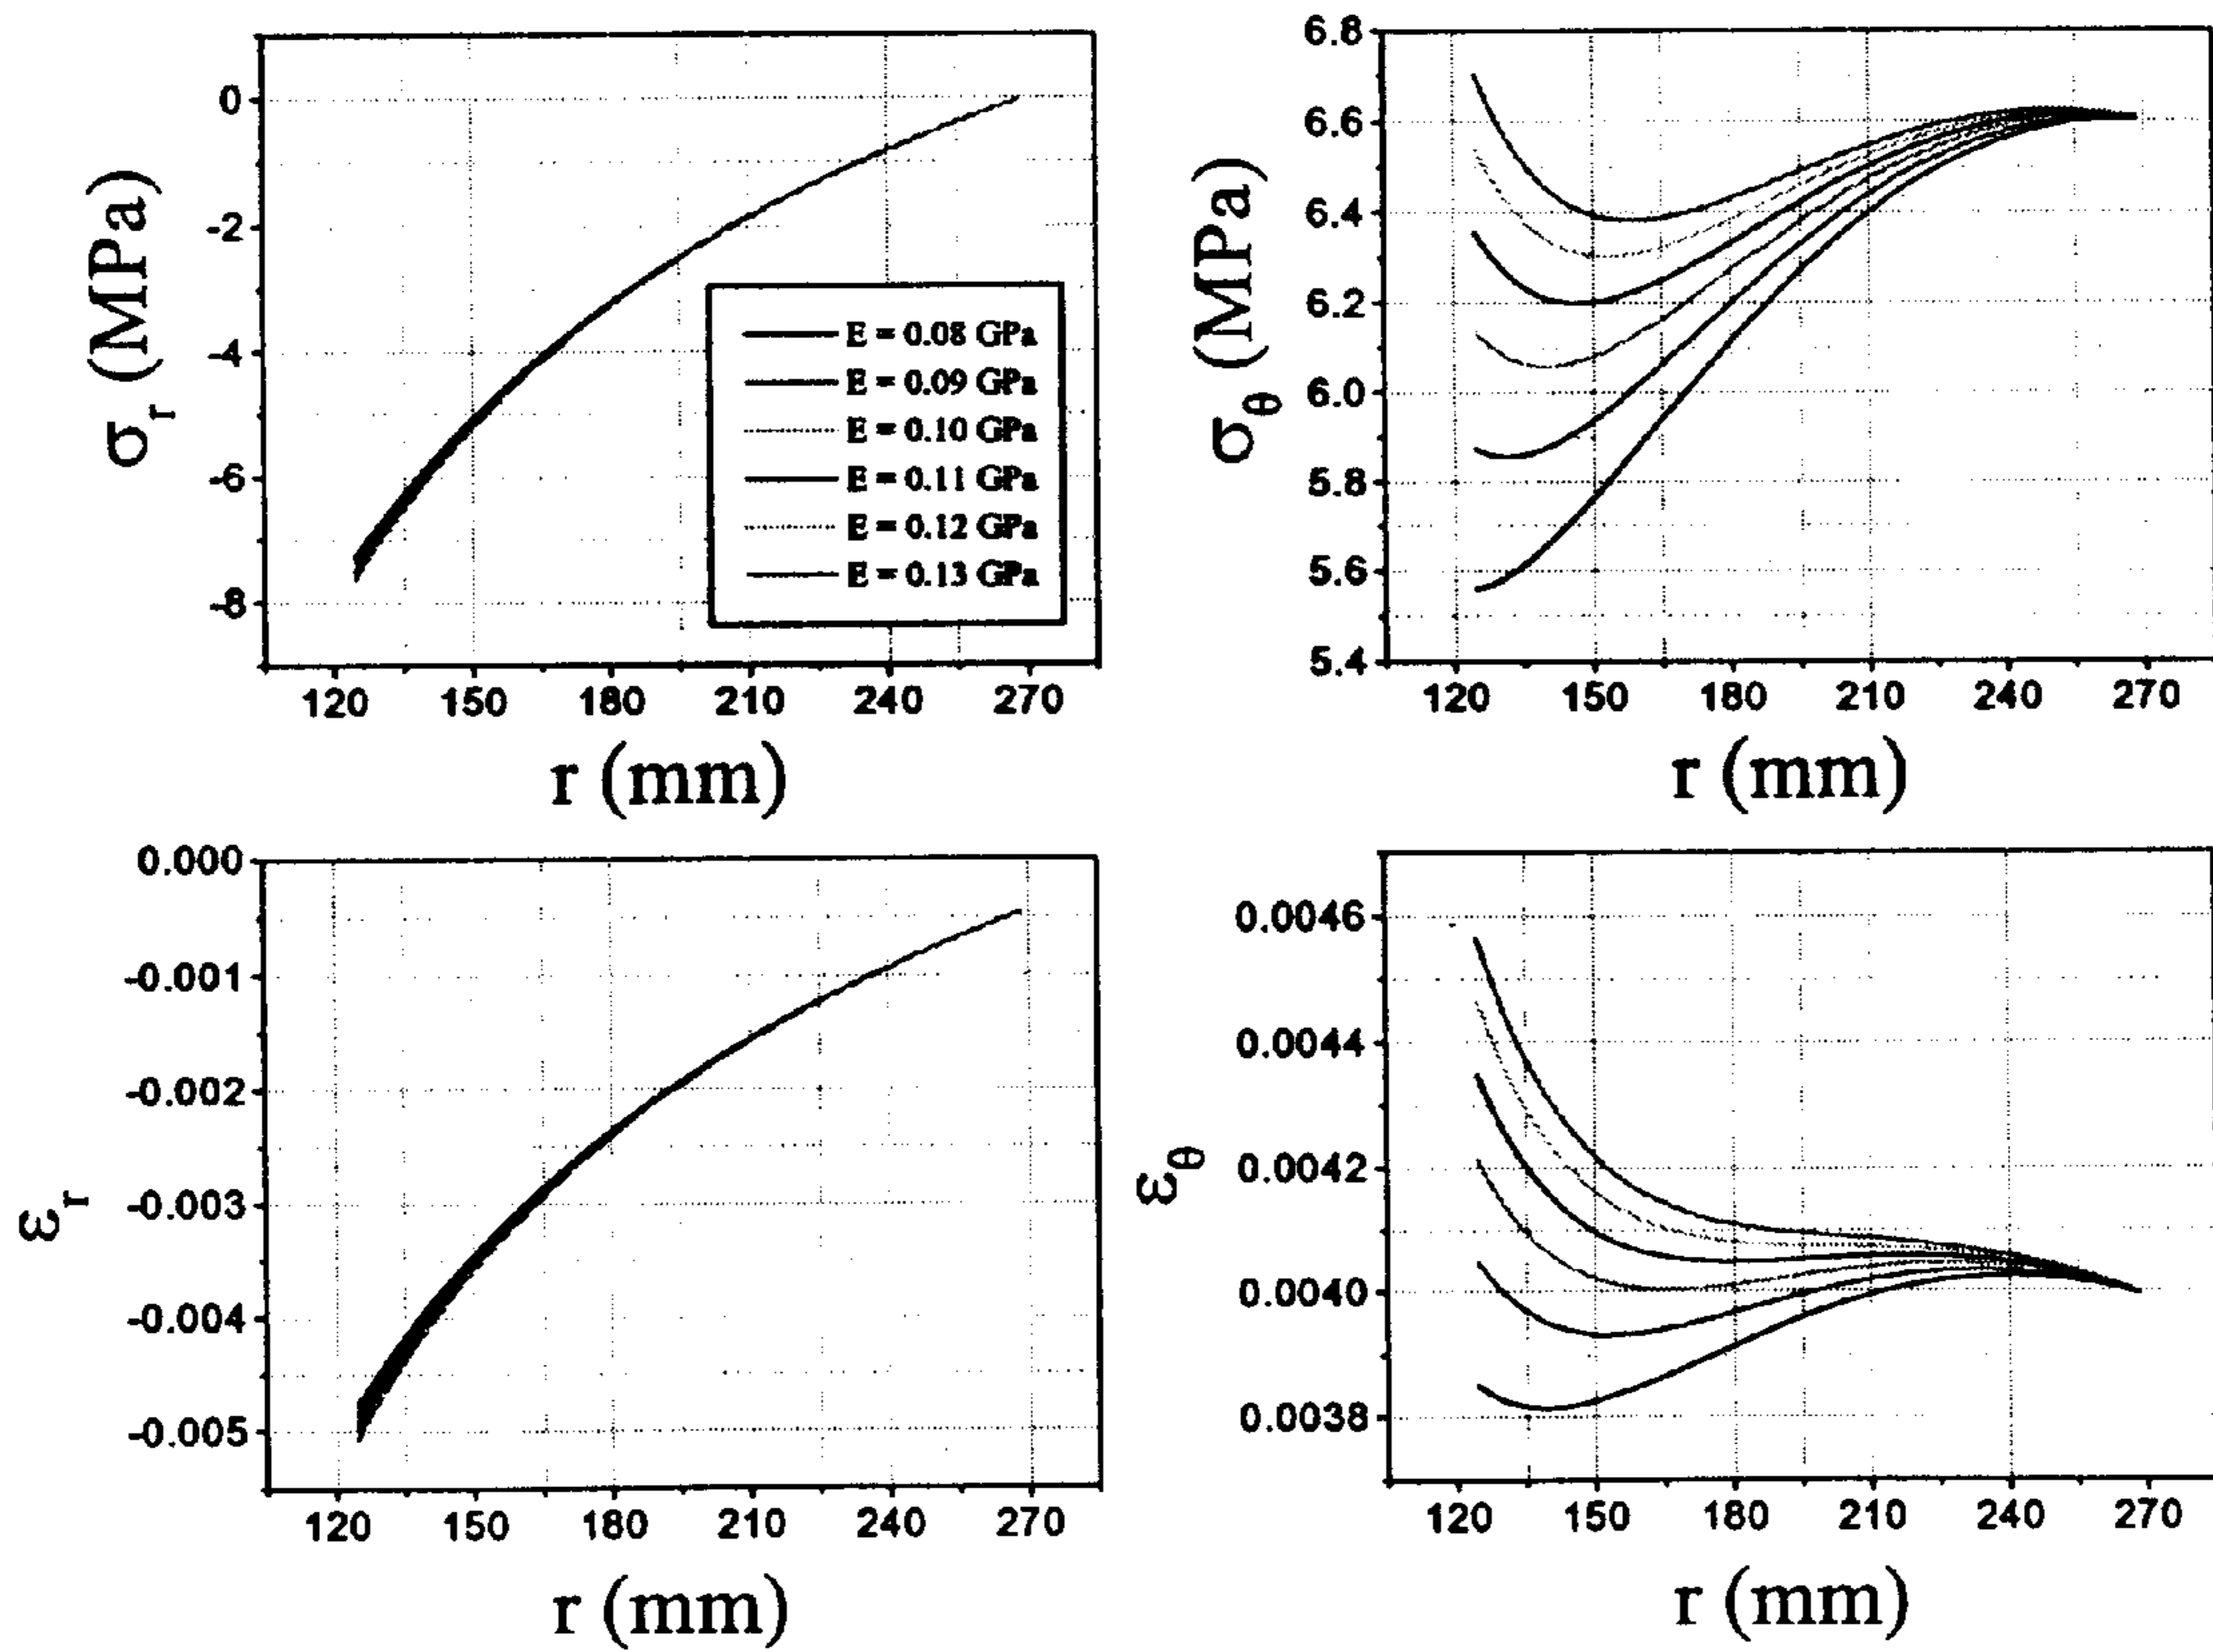 σr (MPa)
0
-2
-4
-6
-8
E = 0.08 GPa
E = 0.09 GPa
E = 0.10 GPa
E = 0.11 GPa
E = 0.12 GPa
E = 0.13 GPa
120 150 180 210 240 270
r (mm)
σθ (MPa)
6.8
6.6
6.4
6.2
6.0
5.8
5.6
5.4
120 150 180 210 240 270
r (mm)
εr
0.000
-0.001
-0.002
-0.003
-0.004
-0.005
120 150 180 210 240 270
r (mm)
εθ
0.0046
0.0044
0.0042
0.0040
0.0038
120 150 180 210 240 270
r (mm)